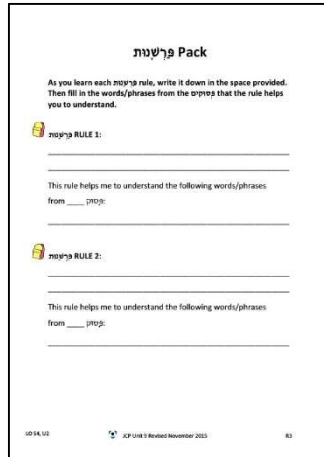 פַּרְשָׁנוּת Pack
As you learn each פַּרְשָׁנוּת rule, write it down in the space provided.
Then fill in the words/phrases from the פְּסוּקִים that the rule helps
you to understand.
פַּרְשָׁנוּת RULE 1:
This rule helps me to understand the following words/phrases
from ____ פָּסוּק:
פַּרְשָׁנוּת RULE 2:
This rule helps me to understand the following words/phrases
from ____ פָּסוּק:
LO S4, U2 JCP Unit 9 Revised November 2015 R3